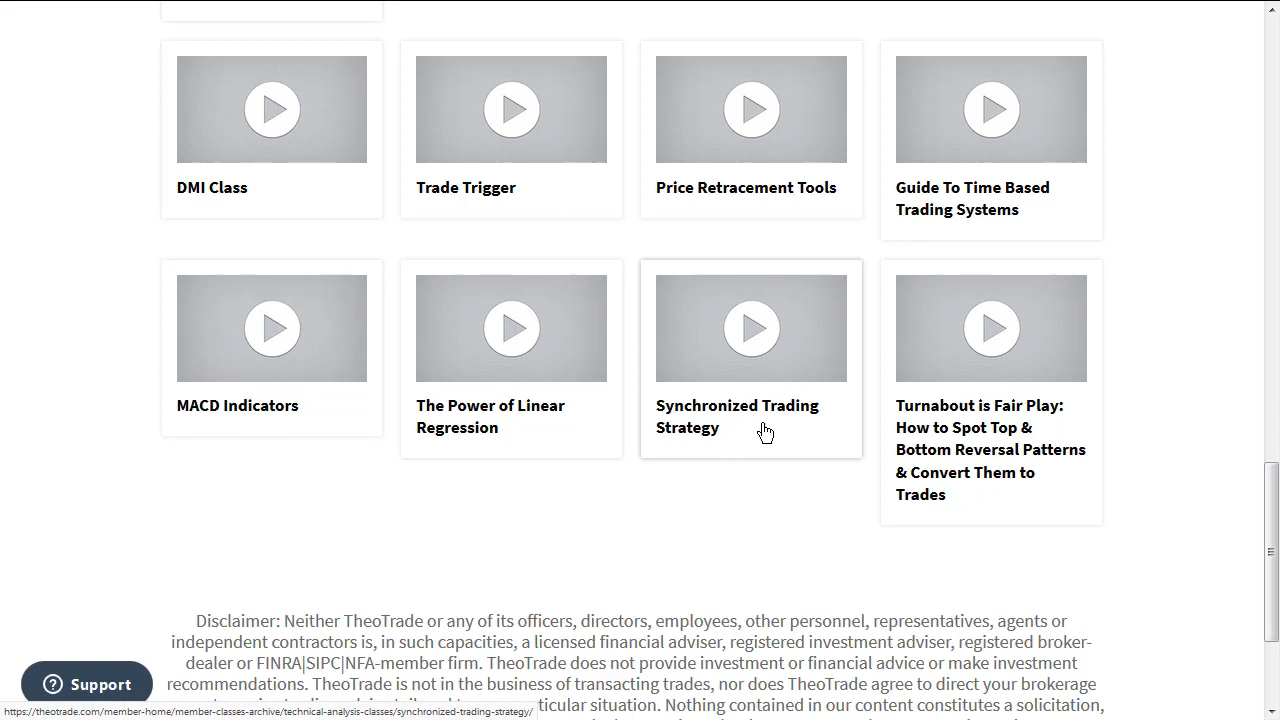 DMI Class
Trade Trigger
Price Retracement Tools
Guide To Time Based
Trading Systems
MACD Indicators
The Power of Linear
Regression
Synchronized Trading
Strategy
Turnabout is Fair Play:
How to Spot Top &
Bottom Reversal Patterns
& Convert Them to
Trades
Disclaimer: Neither TheoTrade or any of its officers, directors, employees, other personnel, representatives, agents or
independent contractors is, in such capacities, a licensed financial adviser, registered investment adviser, registered broker-
dealer or FINRA|SIPC|NFA-member firm. TheoTrade does not provide investment or financial advice or make investment
recommendations. TheoTrade is not in the business of transacting trades, nor does TheoTrade agree to direct your brokerage
ticular situation. Nothing contained in our content constitutes a solicitation,
Support
https://theotrade.com/member-home/member-classes-archive/technical-analysis-classes/synchronized-trading-strategy/